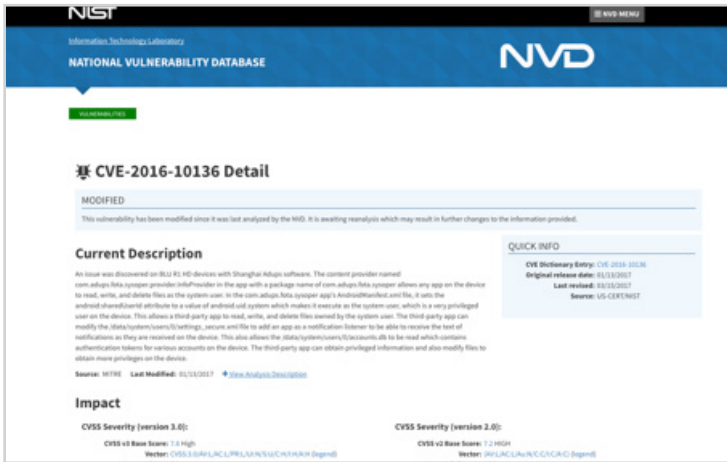 NIST
NVD MENU
Information Technology Laboratory
NATIONAL VULNERABILITY DATABASE
NVD
VULNERABILITIES
CVE-2016-10136 Detail
MODIFIED
This vulnerability has been modified since it was last analyzed by the NVD. It is awaiting reanalysis which may result in further changes to the information provided.
Current Description
An issue was discovered on BLU R1 HD devices with Shanghai Adups software. The content provider named
com.adups.fota.sysoper.provider.InfoProvider in the app with a package name of com.adups.fota.sysoper allows any app on the device
to read, write, and delete files as the system user. In the com.adups.fota.sysoper app's AndroidManifest.xml file, it sets the
android:sharedUserId attribute to a value of android.uid.system which makes it execute as the system user, which is a very privileged
user on the device. This allows a third-party app to read, write, and delete files owned by the system user. The third-party app can
modify the /data/system/users/0/settings_secure.xml file to add an app as a notification listener to be able to receive the text of
notifications as they are received on the device. This also allows the /data/system/users/0/accounts.db to be read which contains
authentication tokens for various accounts on the device. The third-party app can obtain privileged information and also modify files to
obtain more privileges on the device.
Source: MITRE Last Modified: 01/13/2017 View Analysis Description
QUICK INFO
CVE Dictionary Entry: CVE-2016-10136
Original release date: 01/13/2017
Last revised: 03/15/2017
Source: US-CERT/NIST
Impact
CVSS Severity (version 3.0):
CVSS v3 Base Score: 7.8 High
Vector: CVSS:3.0/AV:L/AC:L/PR:L/UI:N/S:U/C:H/I:H/A:H (legend)
CVSS Severity (version 2.0):
CVSS v2 Base Score: 7.2 HIGH
Vector: (AV:L/AC:L/Au:N/C:C/I:C/A:C) (legend)